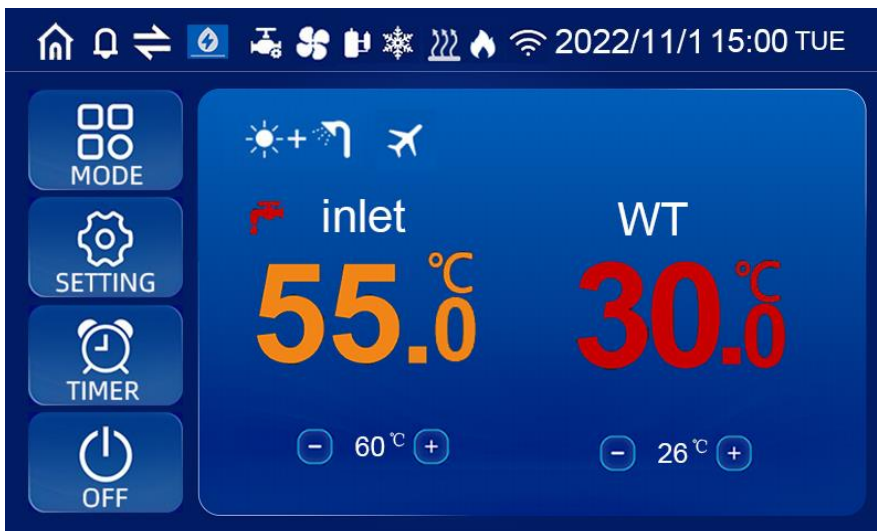 2022/11/1 15:00 TUE
MODE
SETTING
TIMER
OFF
inlet
WT
55.0℃
30.0℃
- 60℃ +
- 26℃ +